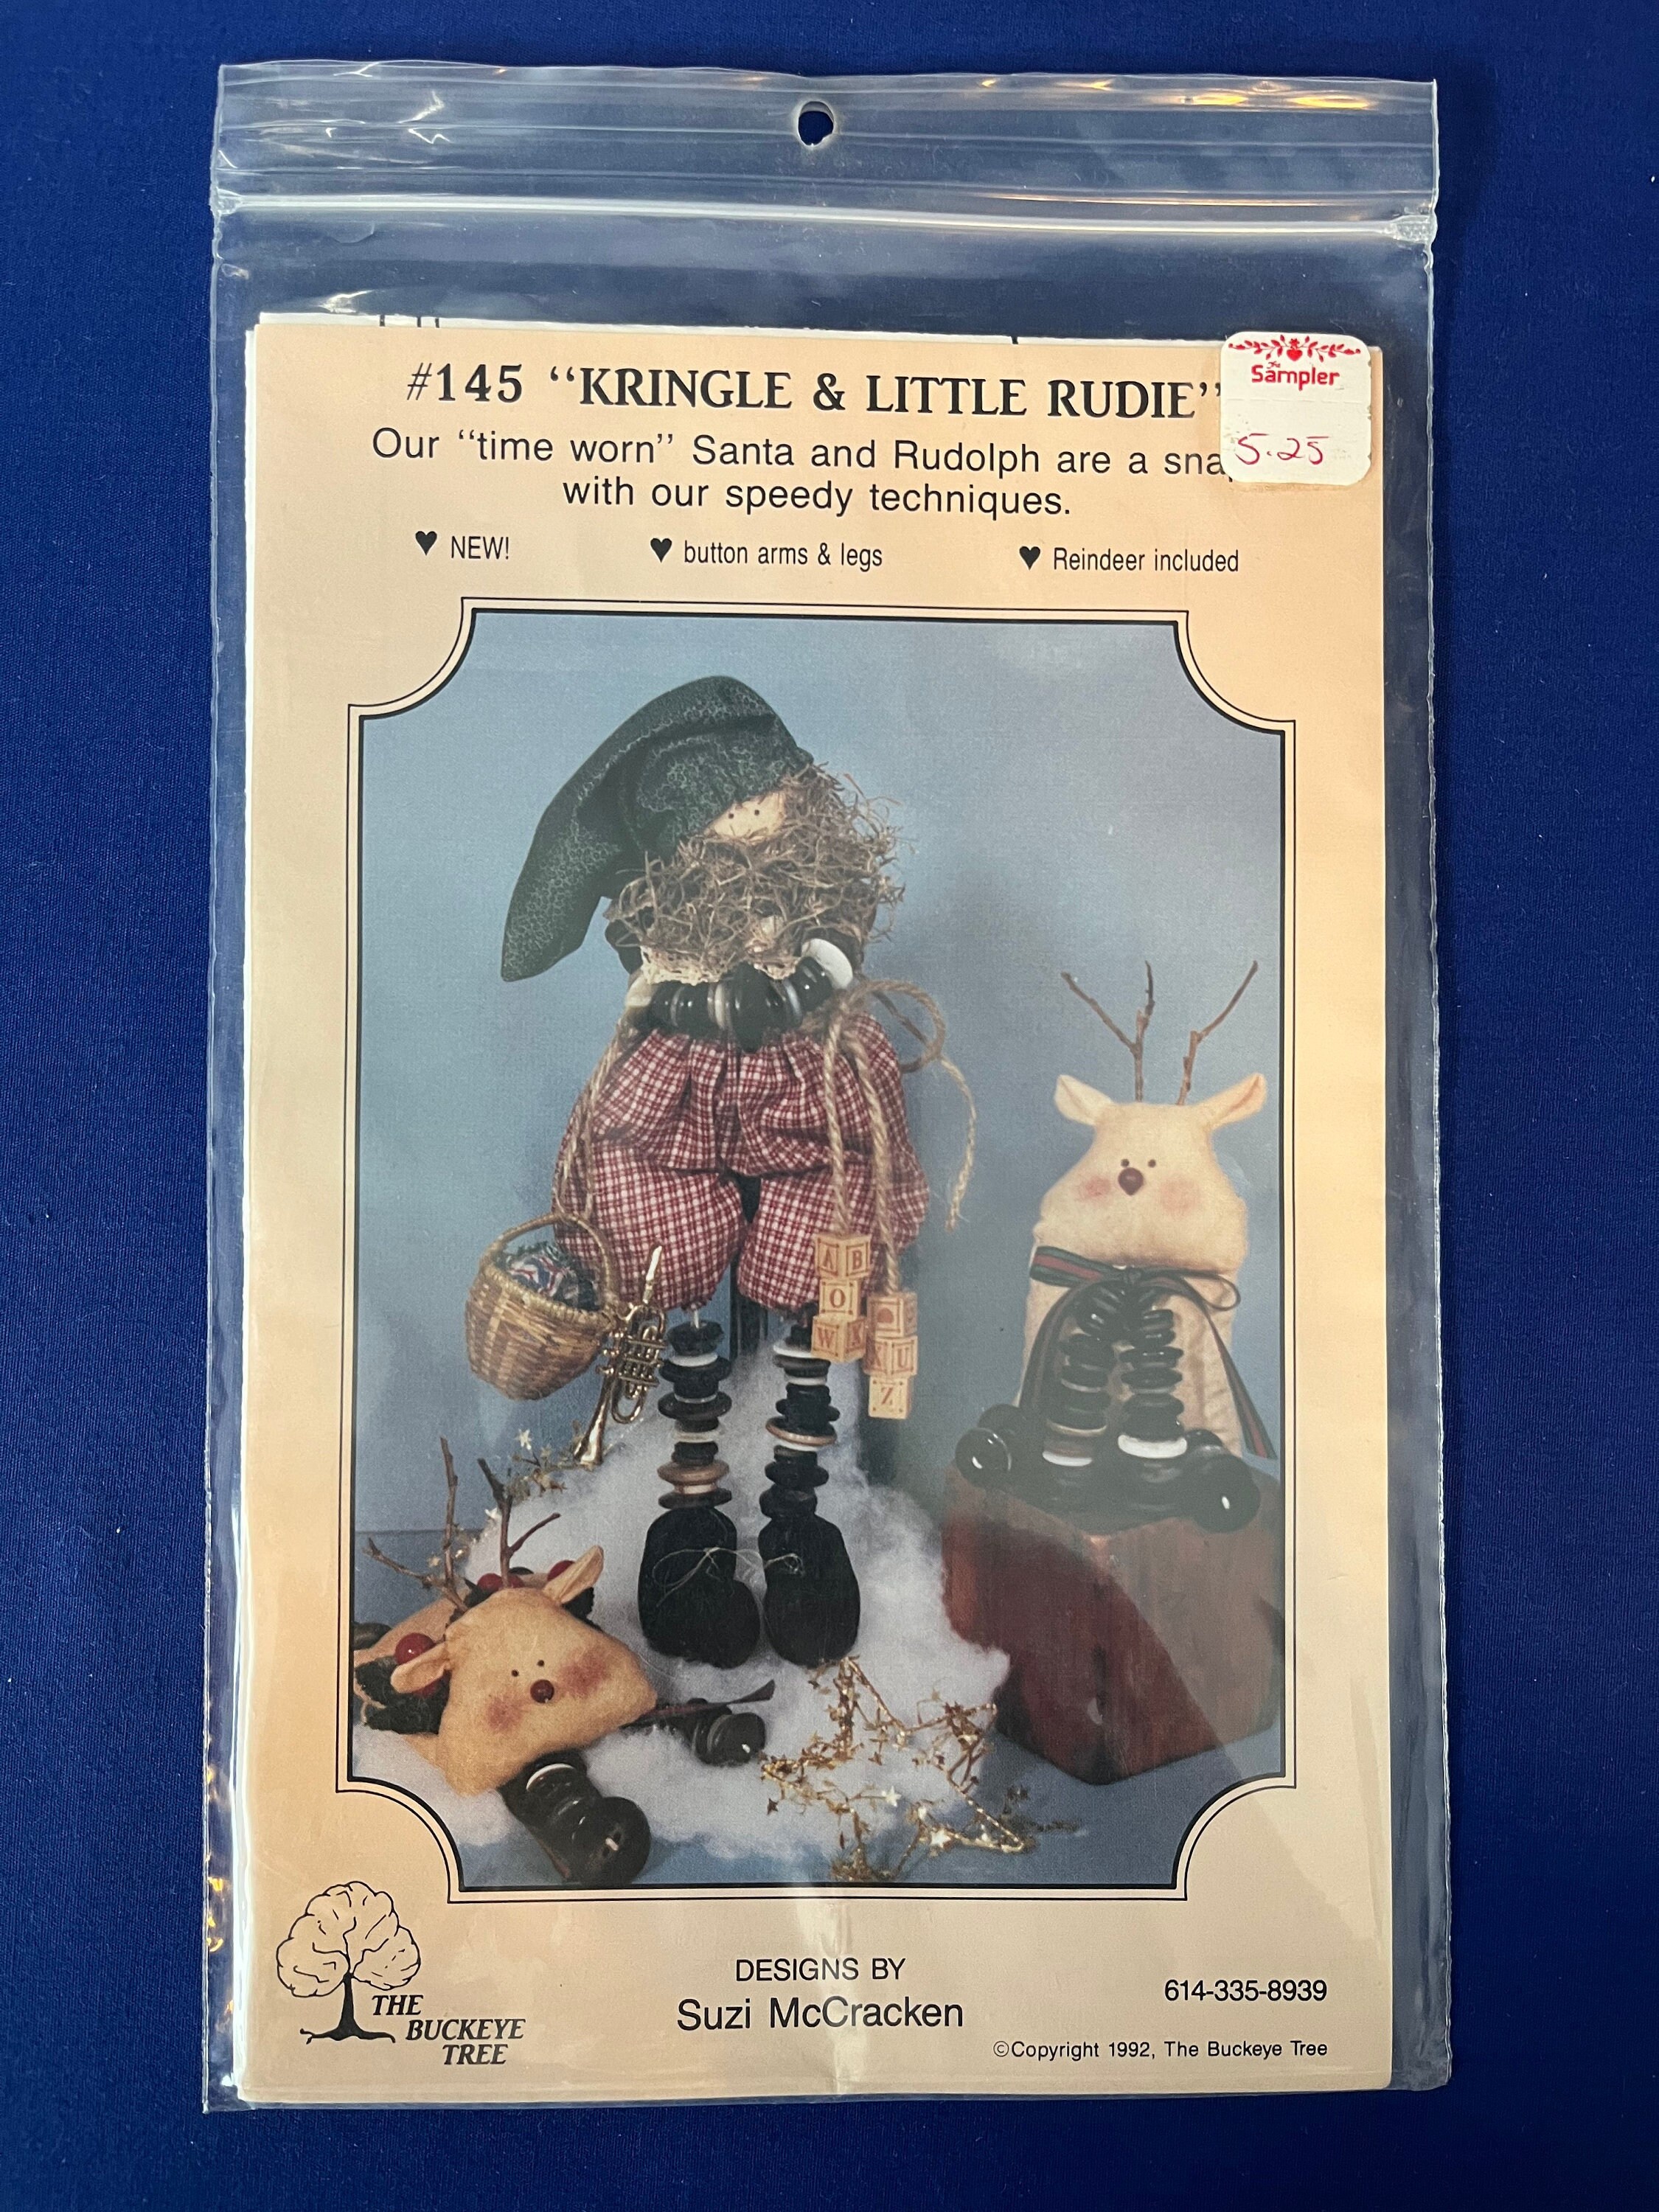 The Sampler
5.25
#145 “KRINGLE & LITTLE RUDIE”
Our “time worn” Santa and Rudolph are a
with our speedy techniques.
♥ NEW! ♥ button arms & legs ♥ Reindeer included
A B
O
W X
X U
Z
THE
BUCKEYE
TREE
DESIGNS BY
Suzi McCracken
614-335-8939
©Copyright 1992, The Buckeye Tree